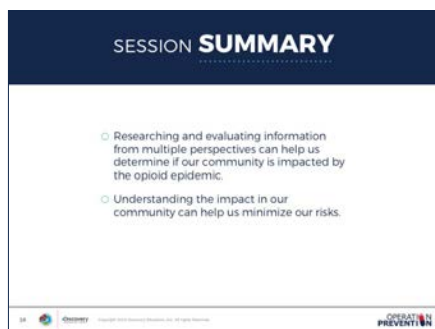 SESSION SUMMARY
Researching and evaluating information
from multiple perspectives can help us
determine if our community is impacted by
the opioid epidemic.
Understanding the impact in our
community can help us minimize our risks.
OPERATION
PREVENTION